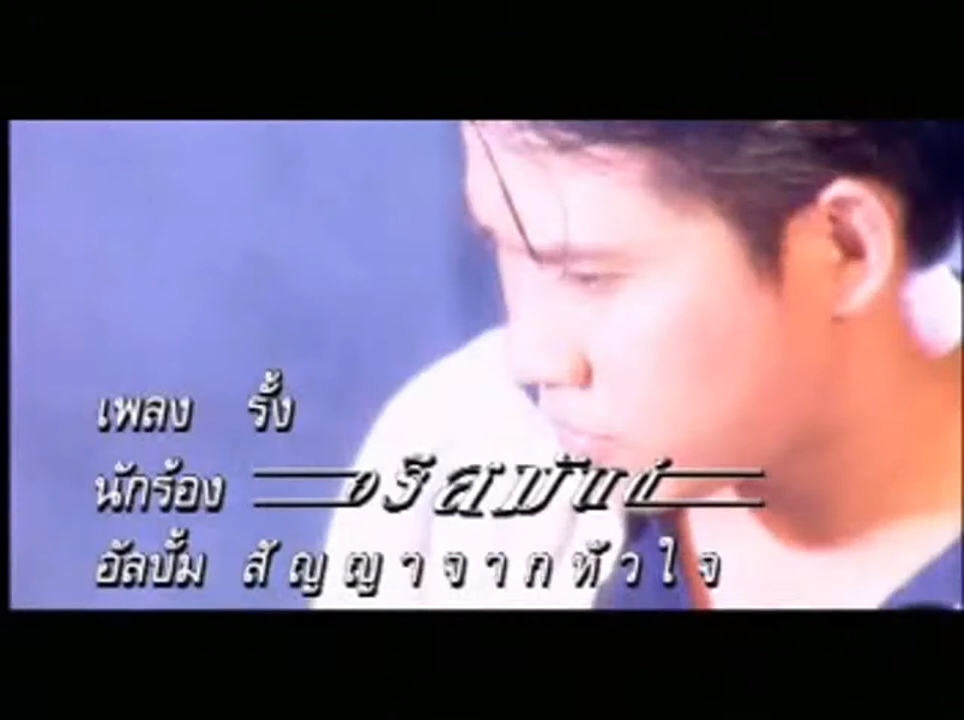 เพลง รั้ง
นักร้อง อริสมันต์
อัลบั้ม สัญญาจากหัวใจ